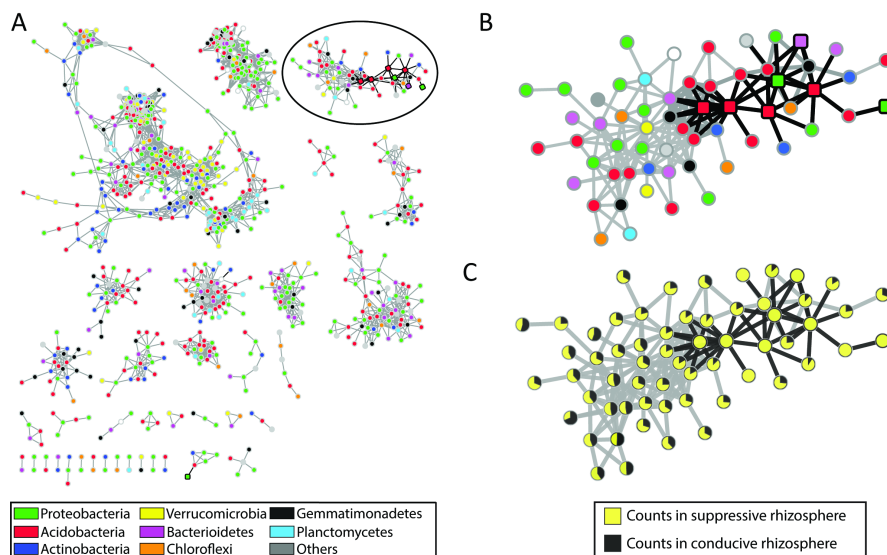 A
B
C
Proteobacteria Verrucomicrobia Gemmatimonadetes
Acidobacteria Bacterioidetes Planctomycetes
Actinobacteria Chloroflexi Others
Counts in suppressive rhizosphere
Counts in conducive rhizosphere